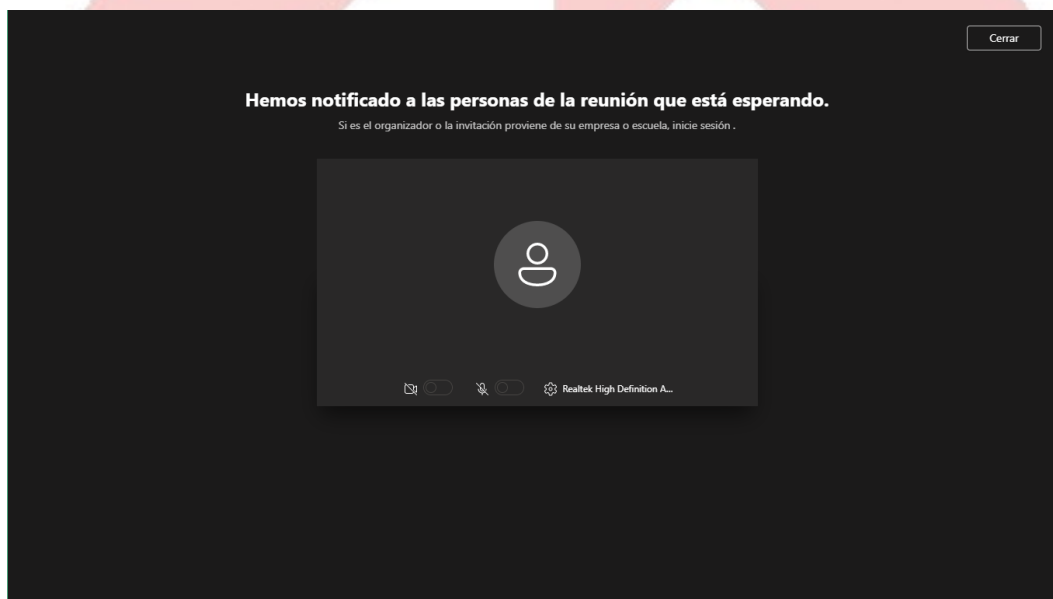 Cerrar
Hemos notificado a las personas de la reunión que está esperando.
Si es el organizador o la invitación proviene de su empresa o escuela, inicie sesión .
Realtek High Definition A...